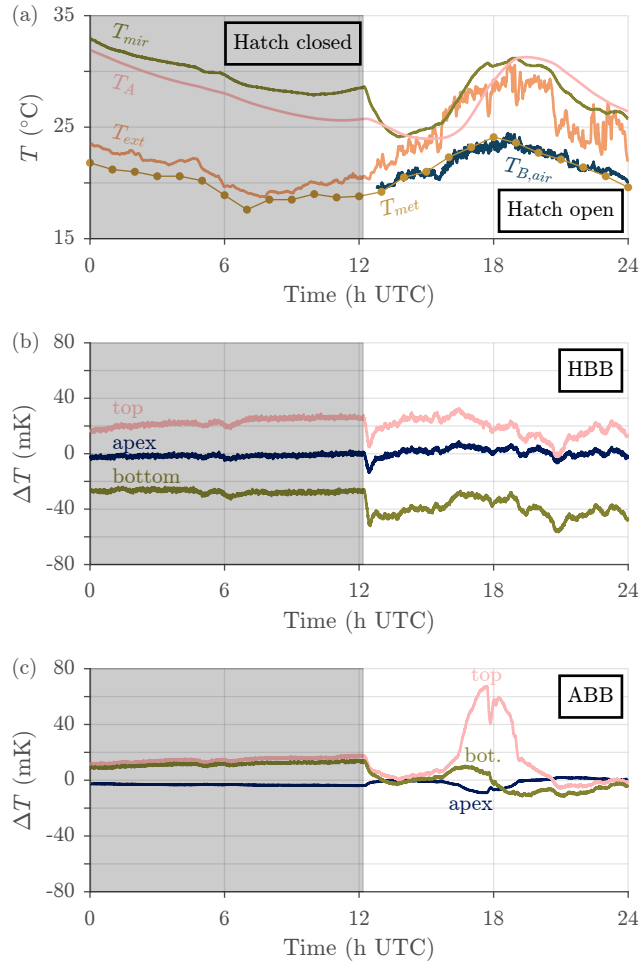 (a)
Hatch closed
T_mir
T_A
T_ext
T_met
T_B,air
Hatch open
T (°C)
35
25
15
0 6 12 18 24
Time (h UTC)
(b)
HBB
top
apex
bottom
ΔT (mK)
80
40
0
-40
-80
0 6 12 18 24
Time (h UTC)
(c)
ABB
top
bot.
apex
ΔT (mK)
80
40
0
-40
-80
0 6 12 18 24
Time (h UTC)